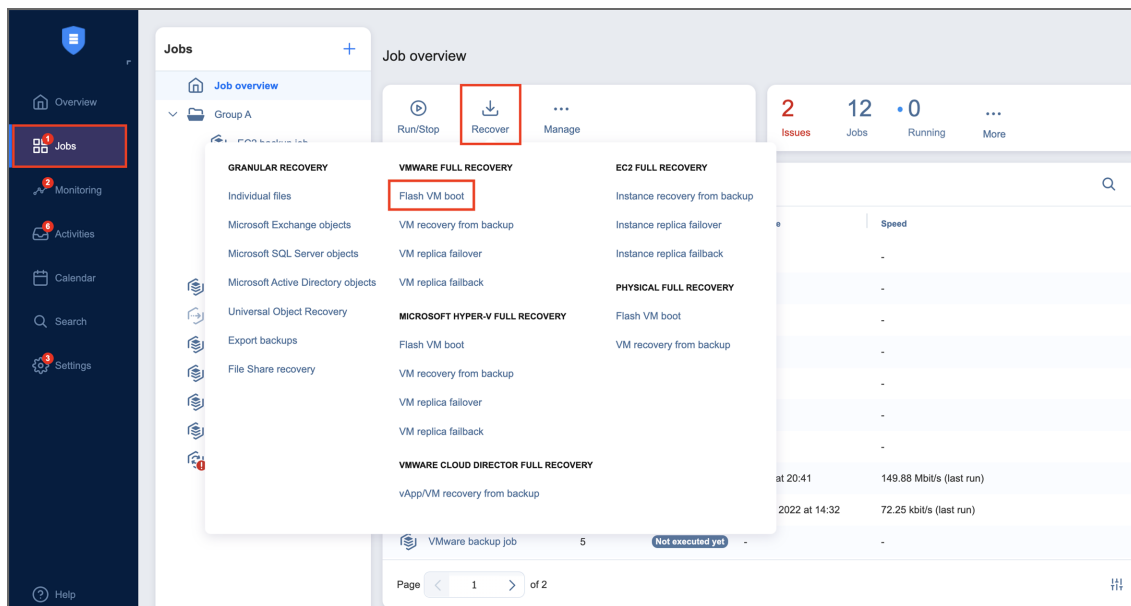 Overview
1
Jobs
2
Monitoring
6
Activities
Calendar
Search
3
Settings
Help
Jobs
Job overview
Group A
EC2 backup job
Job overview
Run/Stop
Recover
Manage
2
Issues
12
Jobs
0
Running
More
GRANULAR RECOVERY
Individual files
Microsoft Exchange objects
Microsoft SQL Server objects
Microsoft Active Directory objects
Universal Object Recovery
Export backups
File Share recovery
VMWARE FULL RECOVERY
Flash VM boot
VM recovery from backup
VM replica failover
VM replica failback
MICROSOFT HYPER-V FULL RECOVERY
Flash VM boot
VM recovery from backup
VM replica failover
VM replica failback
VMWARE CLOUD DIRECTOR FULL RECOVERY
vApp/VM recovery from backup
EC2 FULL RECOVERY
Instance recovery from backup
Instance replica failover
Instance replica failback
PHYSICAL FULL RECOVERY
Flash VM boot
VM recovery from backup
Speed
-
-
-
-
-
-
-
at 20:41 149.88 Mbit/s (last run)
2022 at 14:32 72.25 kbit/s (last run)
VMware backup job 5 Not executed yet - -
Page 1 of 2